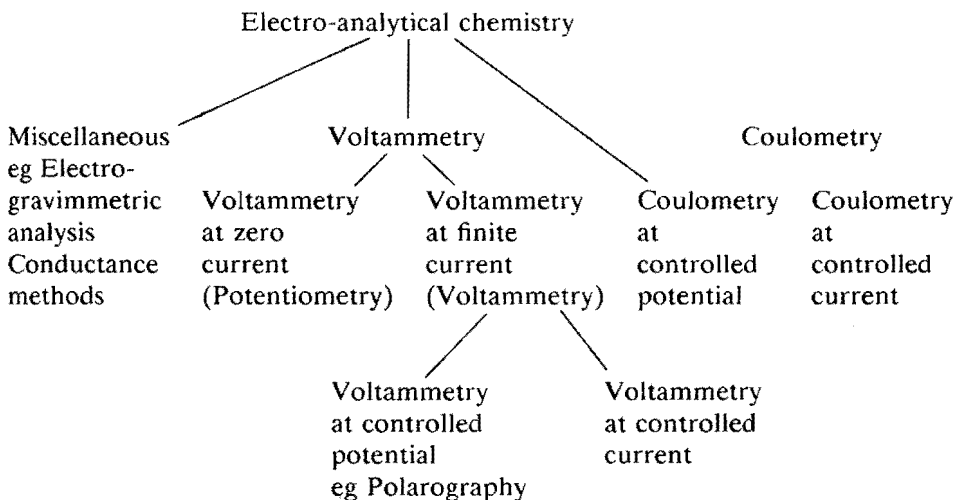 Electro-analytical chemistry
Miscellaneous
eg Electro-
gravimmetric
analysis
Conductance
methods
Voltammetry
Voltammetry
at zero
current
(Potentiometry)
Voltammetry
at finite
current
(Voltammetry)
Voltammetry
at controlled
potential
eg Polarography
Voltammetry
at controlled
current
Coulometry
Coulometry
at
controlled
potential
Coulometry
at
controlled
current